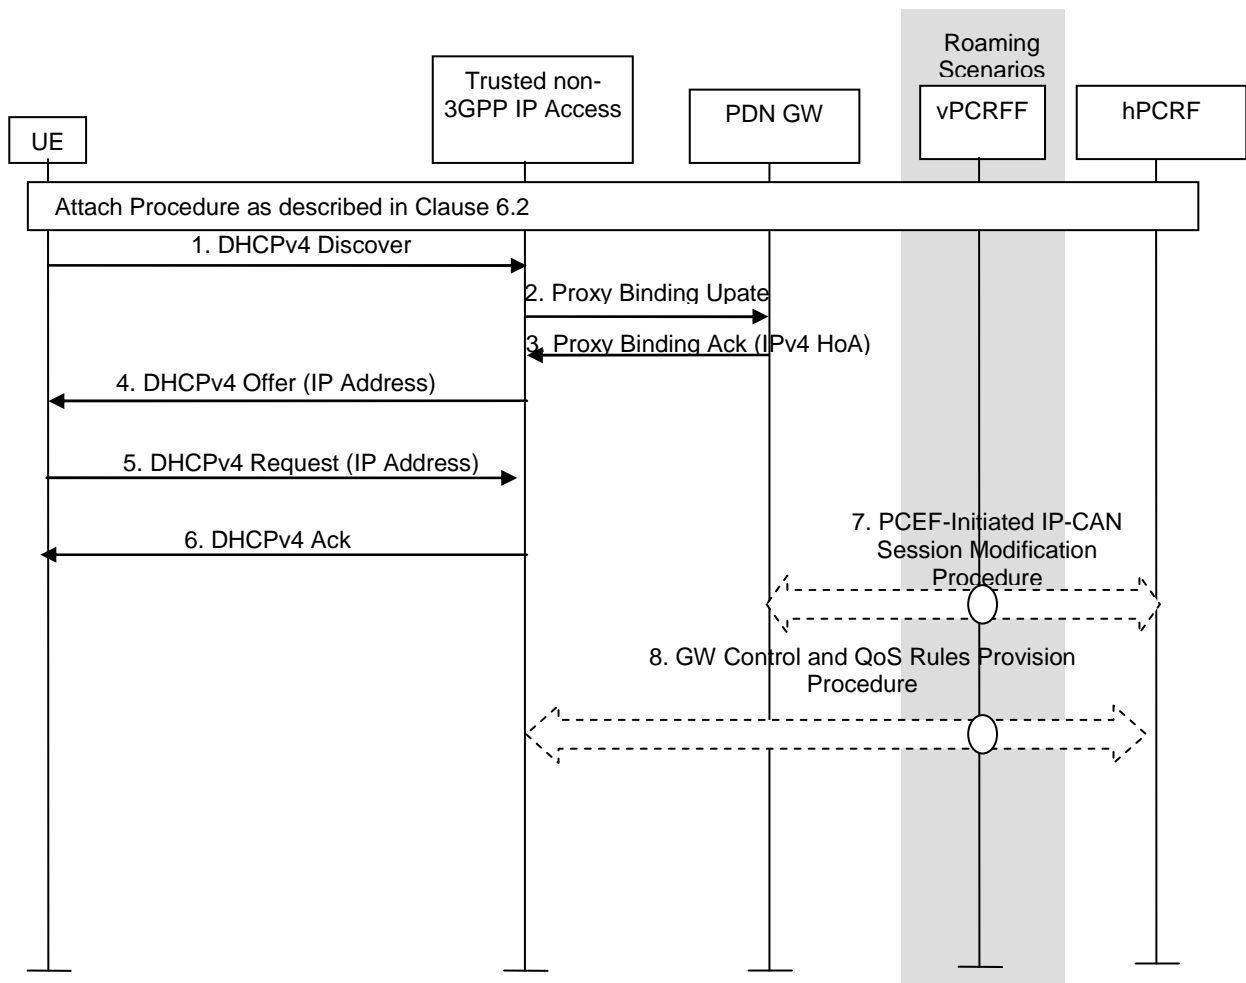 Roaming
Scenarios
Trusted non-
3GPP IP Access
PDN GW
vPCRFF
hPCRF
UE
Attach Procedure as described in Clause 6.2
1. DHCPv4 Discover
2. Proxy Binding Upate
3. Proxy Binding Ack (IPv4 HoA)
4. DHCPv4 Offer (IP Address)
5. DHCPv4 Request (IP Address)
6. DHCPv4 Ack
7. PCEF-Initiated IP-CAN
Session Modification
Procedure
8. GW Control and QoS Rules Provision
Procedure